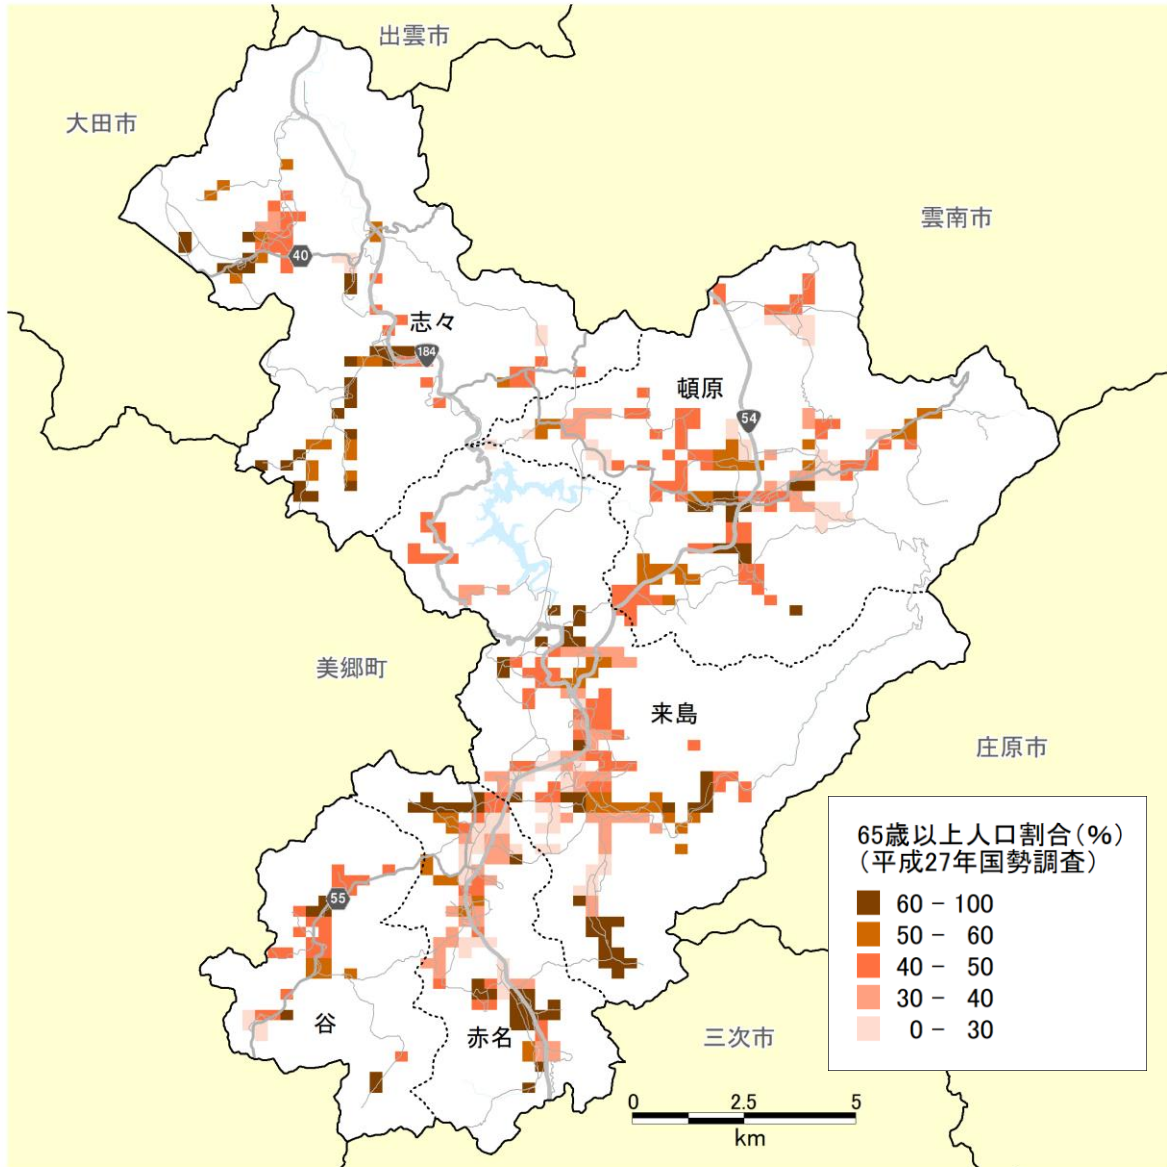 出雲市
大田市
雲南市
40
志々
184
頓原
54
美郷町
来島
庄原市
65歳以上人口割合(%)
(平成27年国勢調査)
60 - 100
50 - 60
40 - 50
30 - 40
0 - 30
55
谷
赤名
三次市
0 2.5 5
km